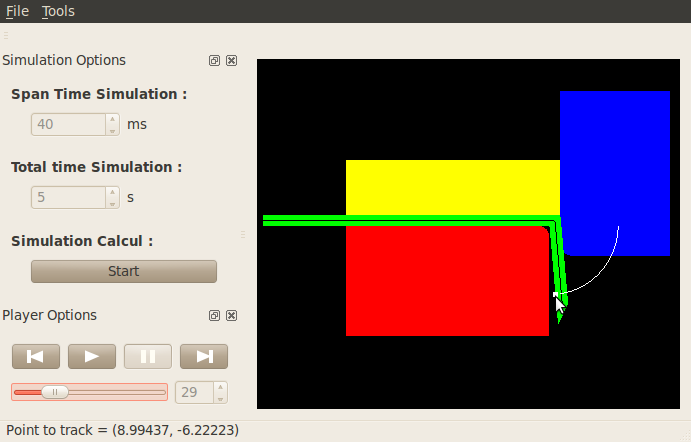 File Tools
Simulation Options
Span Time Simulation :
40 ms
Total time Simulation :
5 s
Simulation Calcul :
Start
Player Options
29
Point to track = (8.99437, -6.22223)